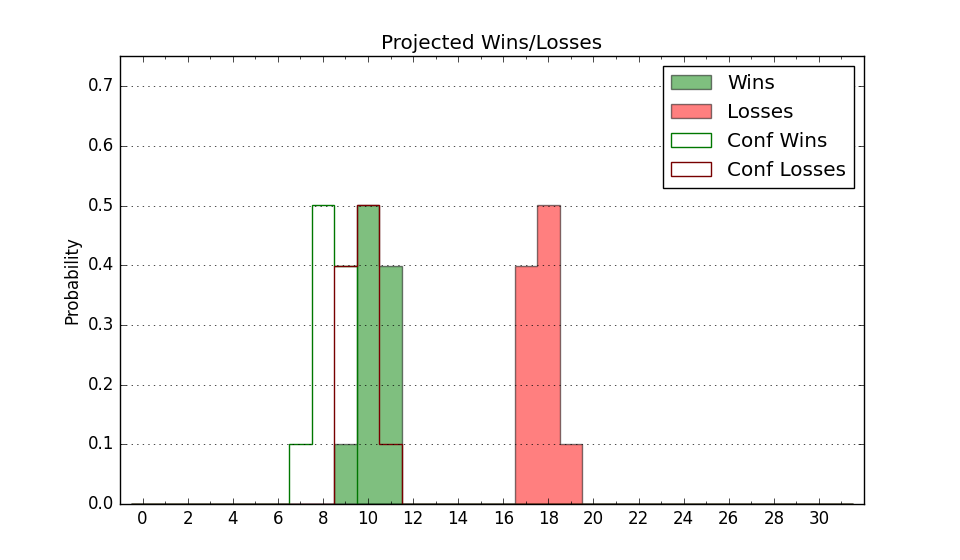 Projected Wins/Losses
Wins
Losses
Conf Wins
Conf Losses
Probability
0.7
0.6
0.5
0.4
0.3
0.2
0.1
0.0
0 2 4 6 8 10 12 14 16 18 20 22 24 26 28 30